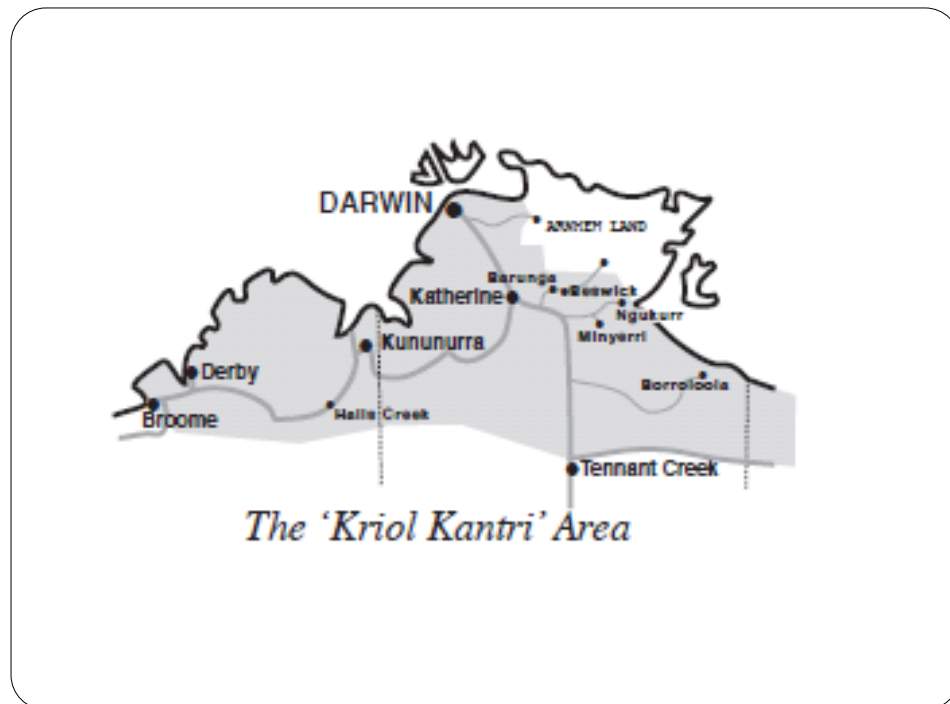 DARWIN
ARNHEM LAND
Barunga
Beswick
Katherine
Ngukurr
Minyerri
Kununurra
Derby
Borroloola
Halls Creek
Broome
Tennant Creek
The ‘Kriol Kantri’ Area